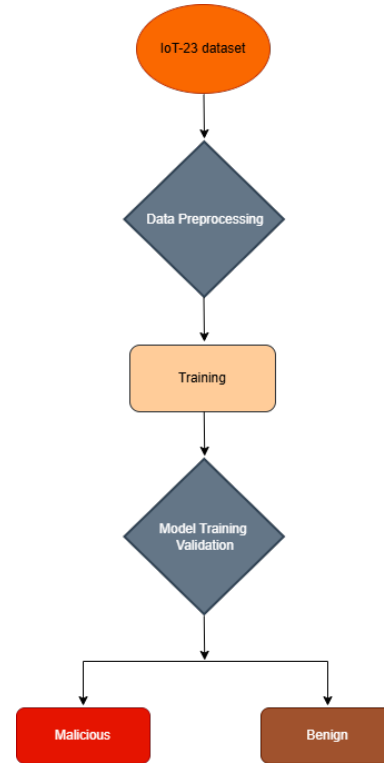 IoT-23 dataset
Data Preprocessing
Training
Model Training
Validation
Malicious
Benign